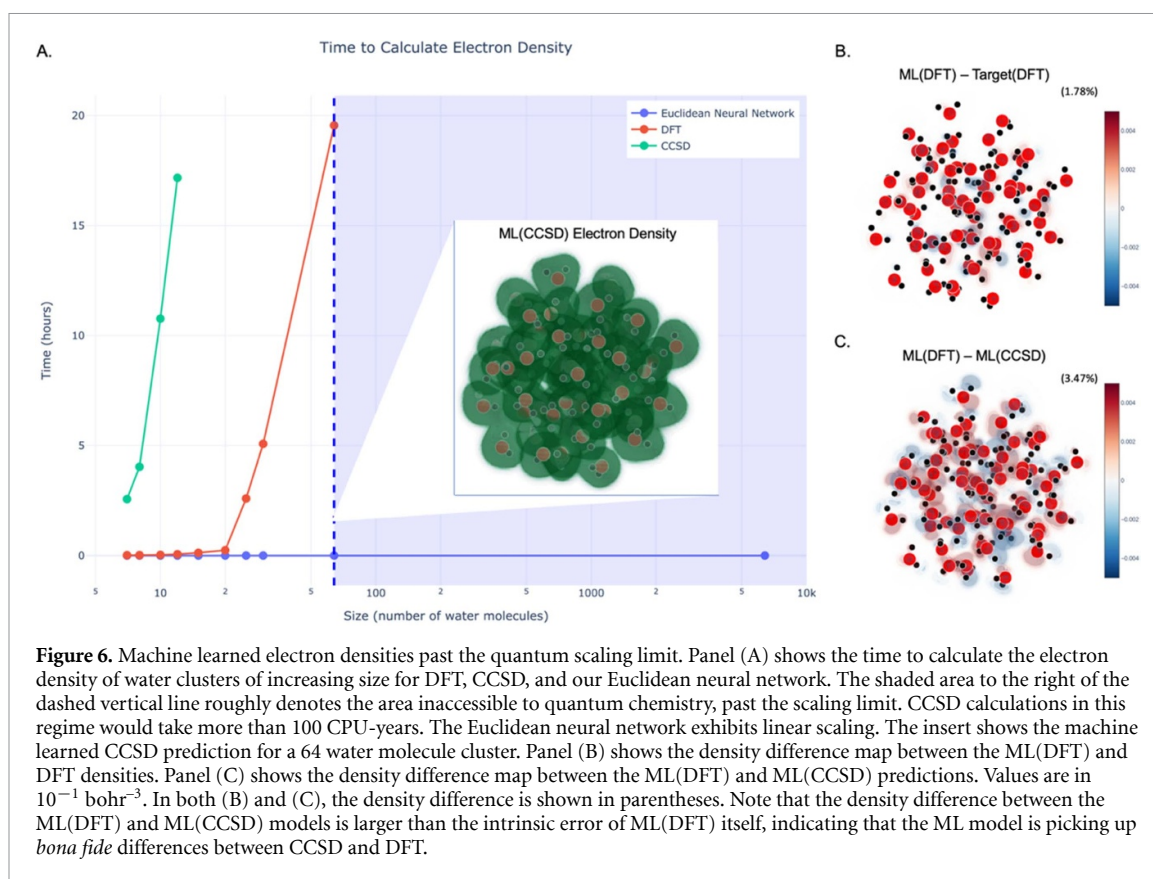 A.
Time to Calculate Electron Density
Euclidean Neural Network
DFT
CCSD
20
15
10
5
0
Time (hours)
ML(CCSD) Electron Density
5
10
2
5
100
2
5
1000
2
5
10k
Size (number of water molecules)
B.
ML(DFT) – Target(DFT)
(1.78%)
0.004
0.002
0
−0.002
−0.004
C.
ML(DFT) – ML(CCSD)
(3.47%)
0.004
0.002
0
−0.002
−0.004
Figure 6. Machine learned electron densities past the quantum scaling limit. Panel (A) shows the time to calculate the electron
density of water clusters of increasing size for DFT, CCSD, and our Euclidean neural network. The shaded area to the right of the
dashed vertical line roughly denotes the area inaccessible to quantum chemistry, past the scaling limit. CCSD calculations in this
regime would take more than 100 CPU-years. The Euclidean neural network exhibits linear scaling. The insert shows the machine
learned CCSD prediction for a 64 water molecule cluster. Panel (B) shows the density difference map between the ML(DFT) and
DFT densities. Panel (C) shows the density difference map between the ML(DFT) and ML(CCSD) predictions. Values are in
10⁻¹ bohr⁻³. In both (B) and (C), the density difference is shown in parentheses. Note that the density difference between the
ML(DFT) and ML(CCSD) models is larger than the intrinsic error of ML(DFT) itself, indicating that the ML model is picking up
bona fide differences between CCSD and DFT.